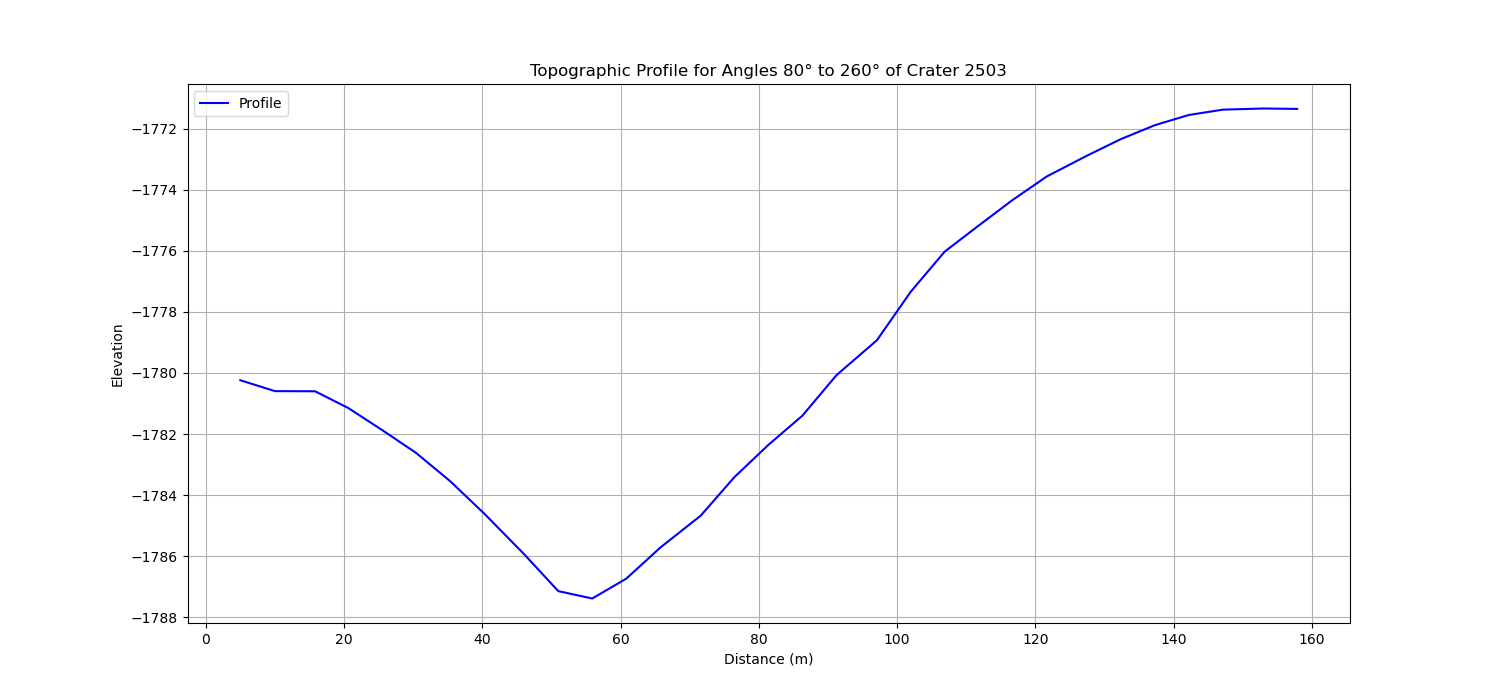 Topographic Profile for Angles 80° to 260° of Crater 2503
Profile
−1772
−1774
−1776
−1778
−1780
−1782
−1784
−1786
−1788
Elevation
0 20 40 60 80 100 120 140 160
Distance (m)